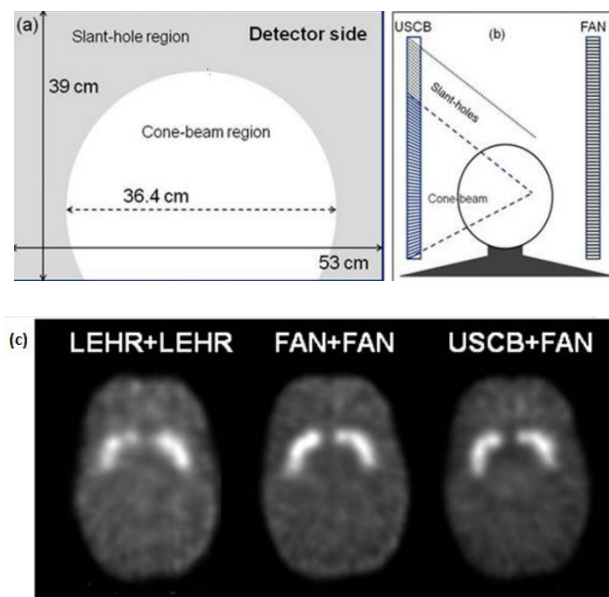 (a)
Slant-hole region
Detector side
39 cm
Cone-beam region
36.4 cm
53 cm
USCB
(b)
FAN
Slant-holes
Cone-beam
(c)
LEHR+LEHR
FAN+FAN
USCB+FAN